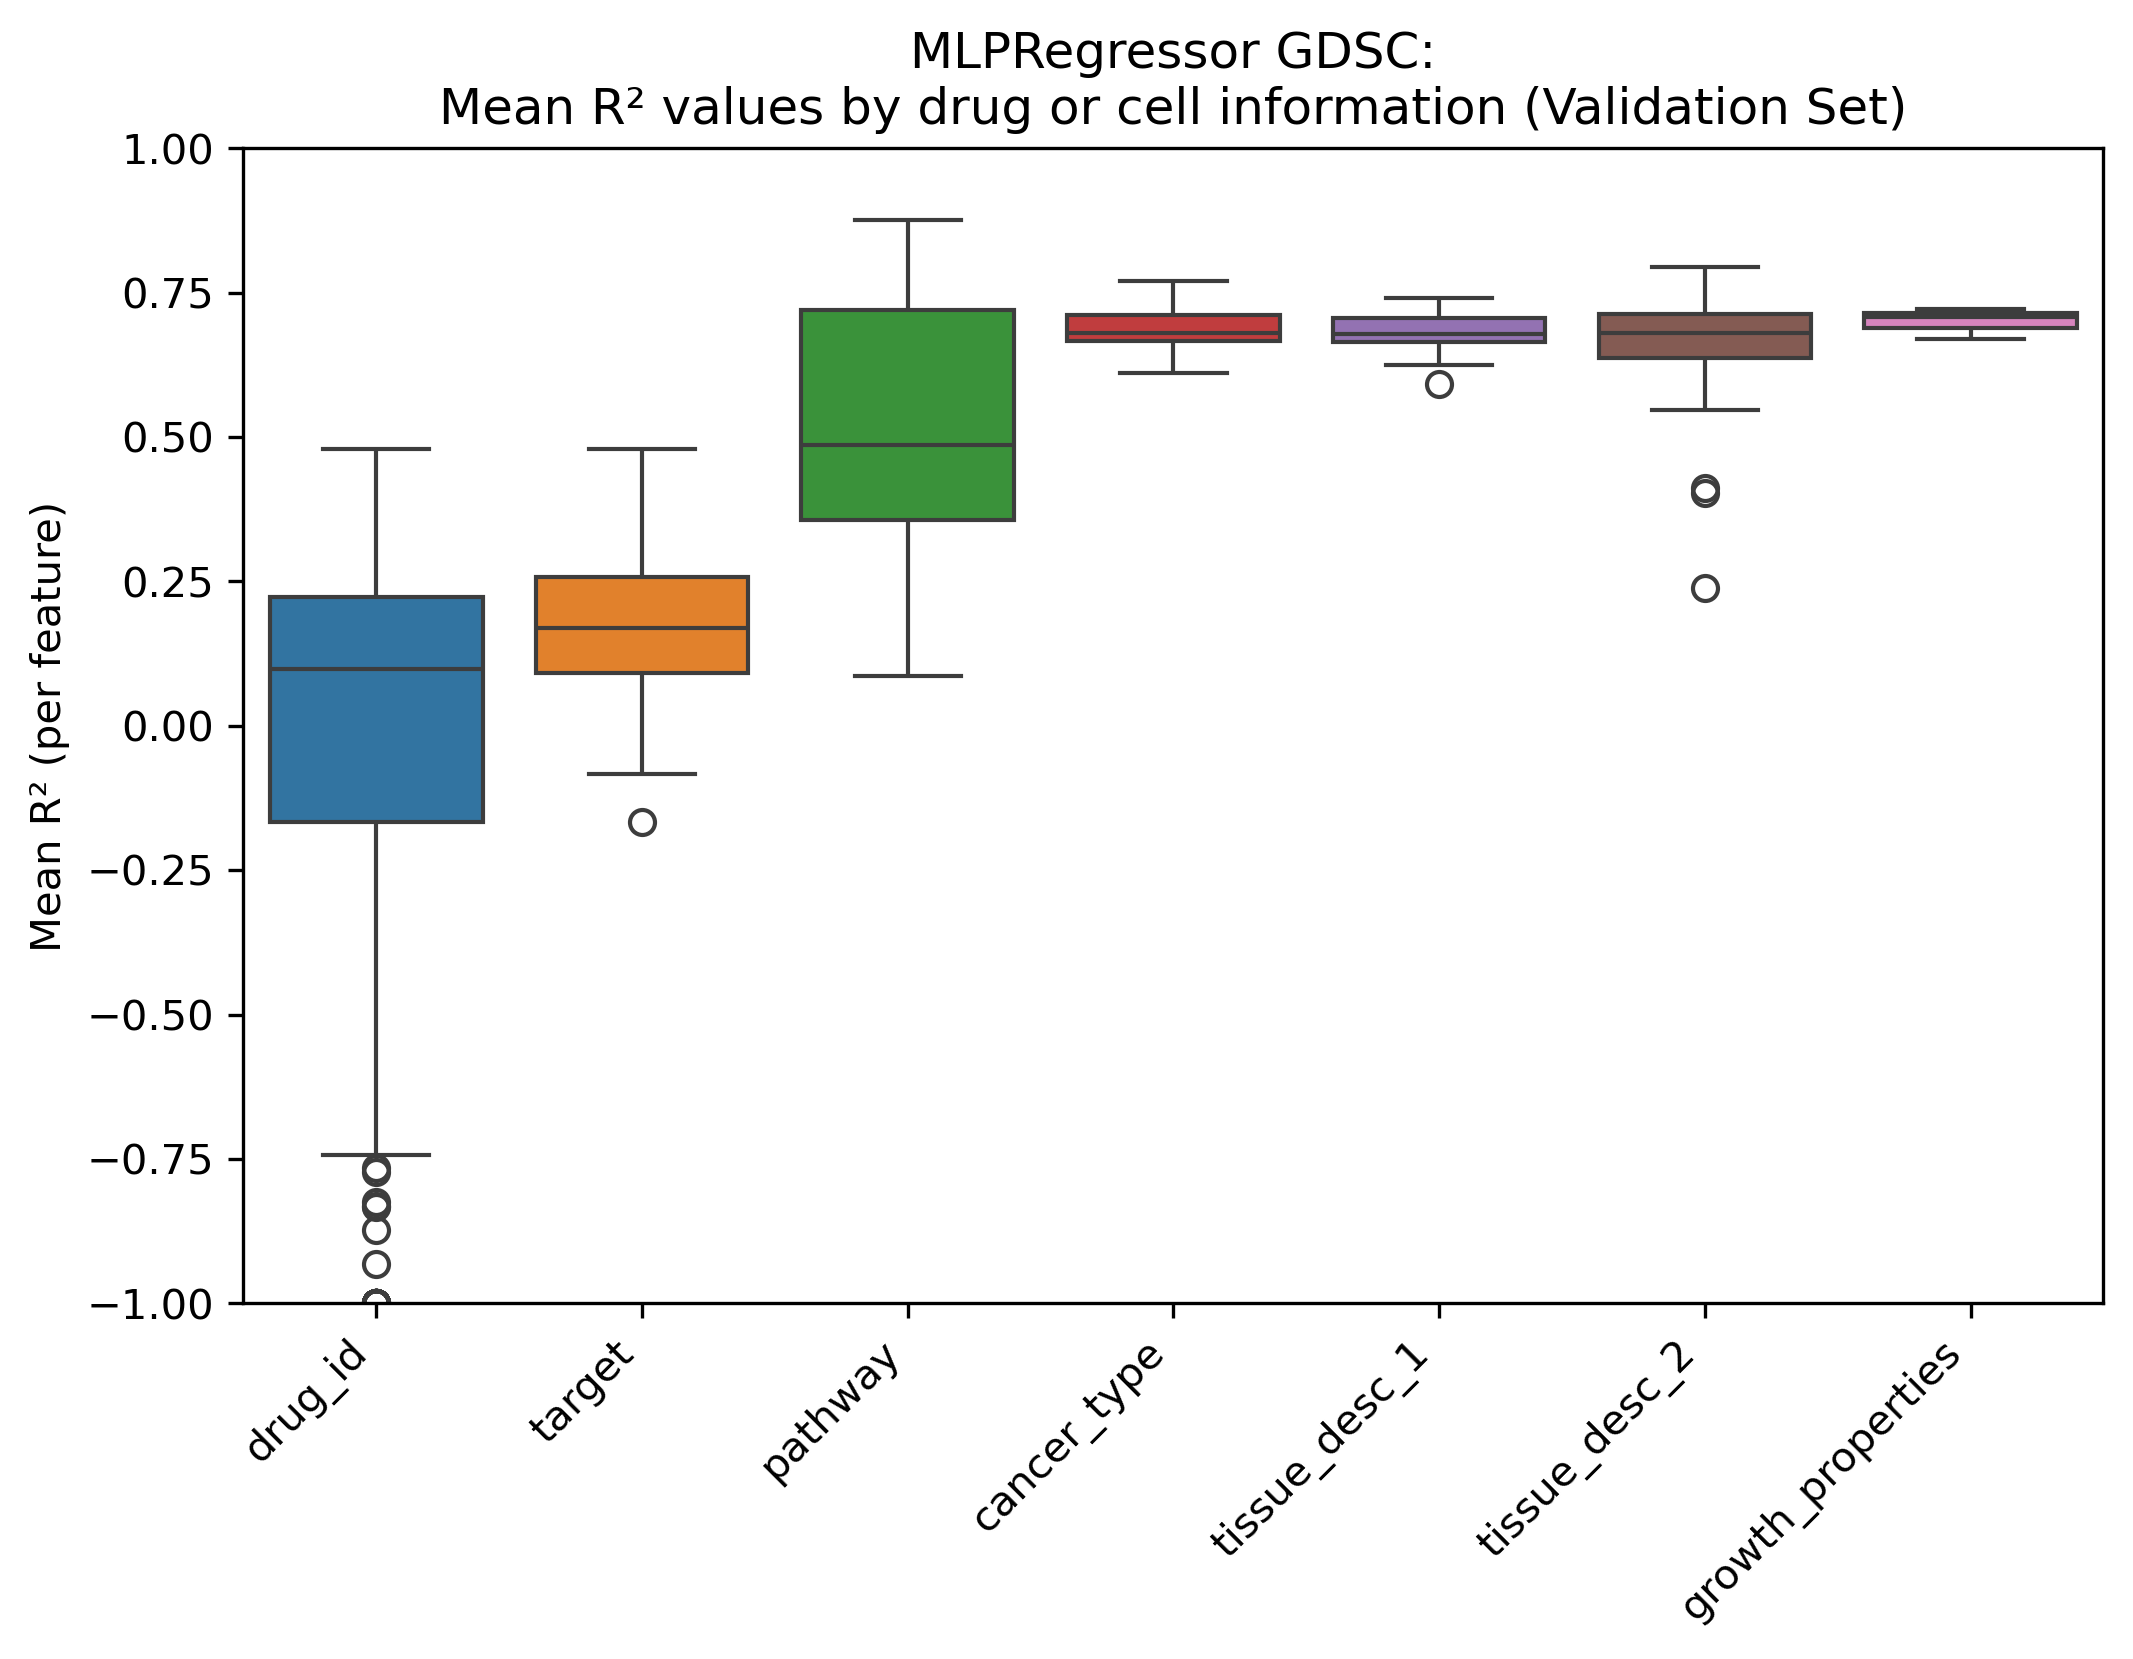 MLPRegressor GDSC:
Mean R² values by drug or cell information (Validation Set)
Mean R² (per feature)
1.00
0.75
0.50
0.25
0.00
−0.25
−0.50
−0.75
−1.00
drug_id
target
pathway
cancer_type
tissue_desc_1
tissue_desc_2
growth_properties